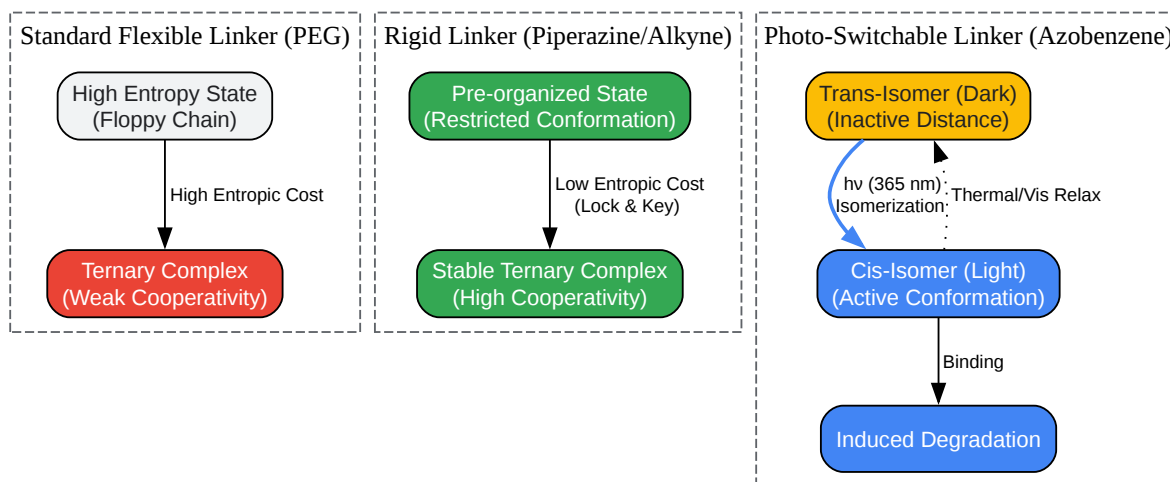 Standard Flexible Linker (PEG)
High Entropy State
(Floppy Chain)
High Entropic Cost
Ternary Complex
(Weak Cooperativity)
Rigid Linker (Piperazine/Alkyne)
Pre-organized State
(Restricted Conformation)
Low Entropic Cost
(Lock & Key)
Stable Ternary Complex
(High Cooperativity)
Photo-Switchable Linker (Azobenzene)
Trans-Isomer (Dark)
(Inactive Distance)
hν (365 nm)
Isomerization
Thermal/Vis Relax
Cis-Isomer (Light)
(Active Conformation)
Binding
Induced Degradation